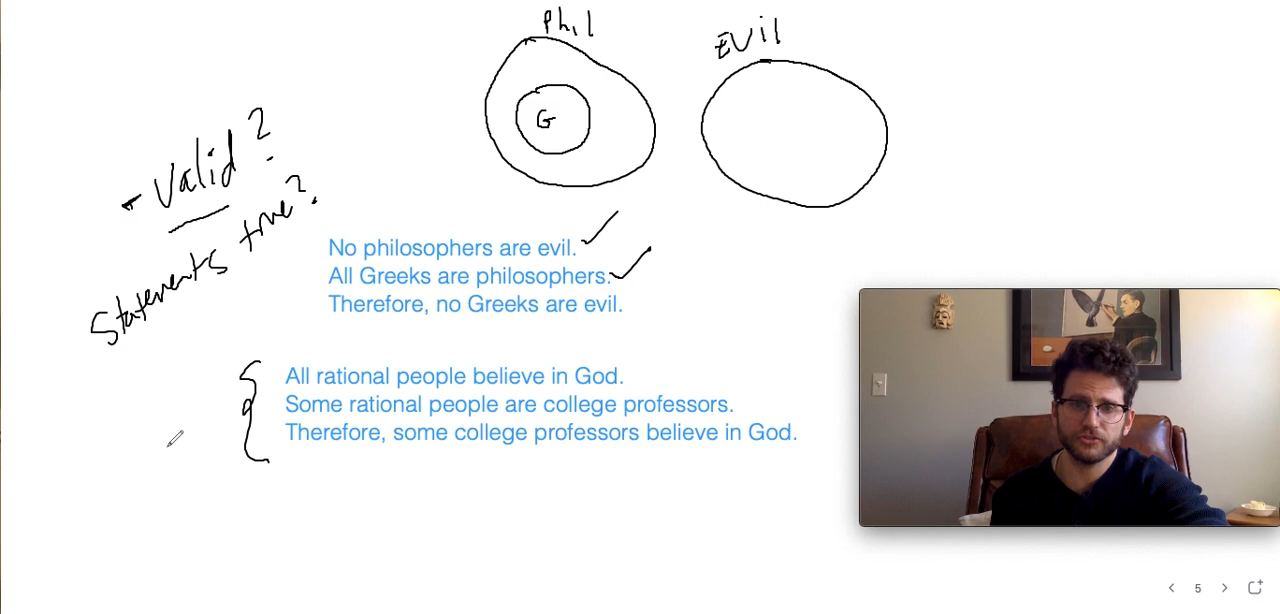 Phil
EVil
G
- Valid?
Statements true?
No philosophers are evil.
All Greeks are philosophers.
Therefore, no Greeks are evil.
All rational people believe in God.
Some rational people are college professors.
Therefore, some college professors believe in God.
5